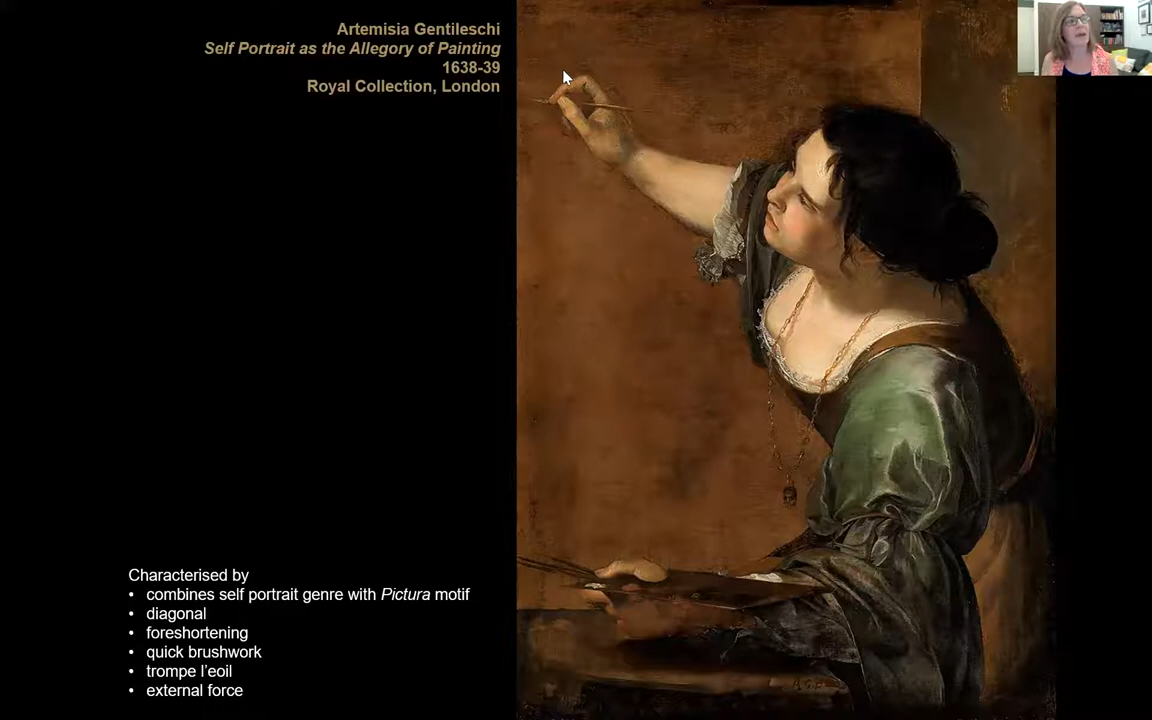 Artemisia Gentileschi
Self Portrait as the Allegory of Painting
1638-39
Royal Collection, London
Characterised by
• combines self portrait genre with Pictura motif
• diagonal
• foreshortening
• quick brushwork
• trompe l'eoil
• external force